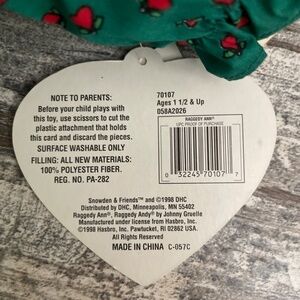 NOTE TO PARENTS:
Before your child plays with
this toy, use scissors to cut the
plastic attachment that holds
this card and discard the pieces.
SURFACE WASHABLE ONLY
FILLING: ALL NEW MATERIALS:
100% POLYESTER FIBER.
REG. NO. PA-282
70107
Ages 1 1/2 & Up
058A2026
RAGGEDY ANN®
UPC PROOF OF PURCHASE
0 32245 70107 7
Snowden & Friends™ and ©1998 DHC
Distributed by DHC, Minneapolis, MN 55402
Raggedy Ann®, Raggedy Andy® by Johnny Gruelle
Manufactured under license from Hasbro, Inc.
©1998 Hasbro, Inc. Pawtucket, RI 02862 USA.
All Rights Reserved
MADE IN CHINA C-057C